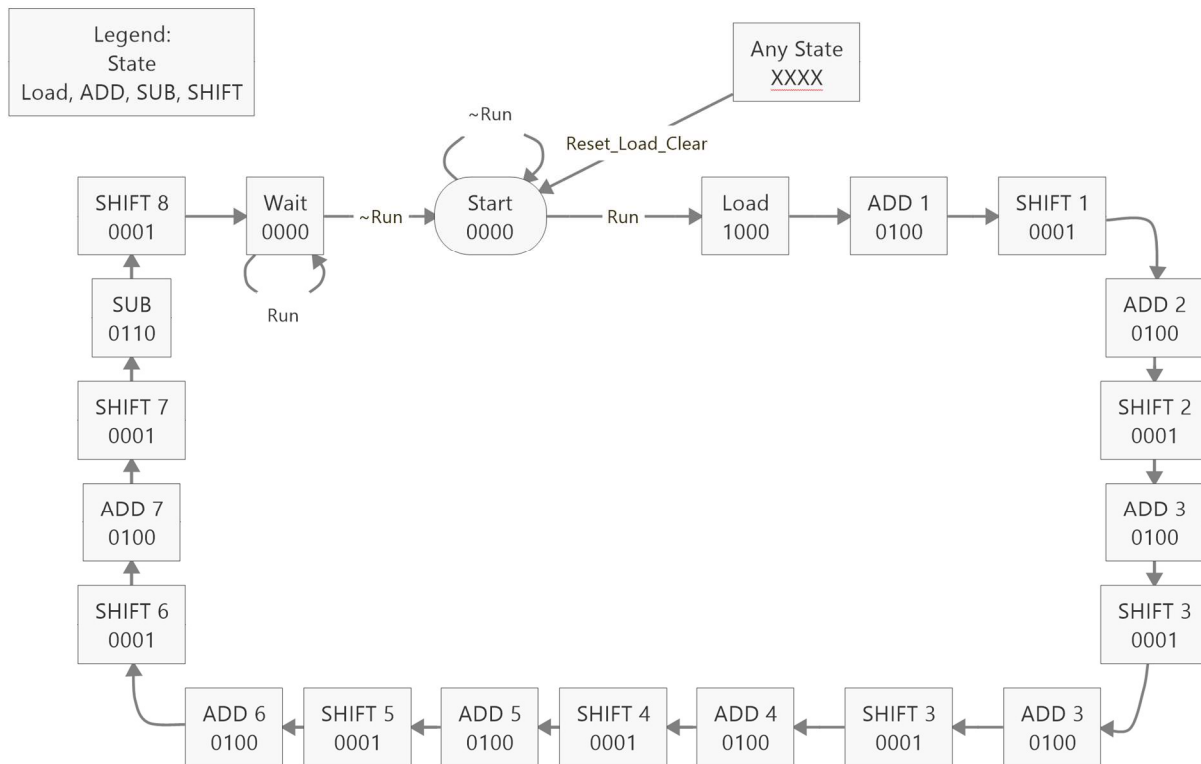 Legend:
State
Load, ADD, SUB, SHIFT
Any State
XXXX
~Run
Reset_Load_Clear
SHIFT 8
0001
Wait
0000
~Run
Start
0000
Run
Load
1000
ADD 1
0100
SHIFT 1
0001
Run
ADD 2
0100
SHIFT 2
0001
ADD 3
0100
SHIFT 3
0001
ADD 3
0100
SHIFT 3
0001
ADD 4
0100
SHIFT 4
0001
ADD 5
0100
SHIFT 5
0001
ADD 6
0100
SHIFT 6
0001
ADD 7
0100
SHIFT 7
0001
SUB
0110